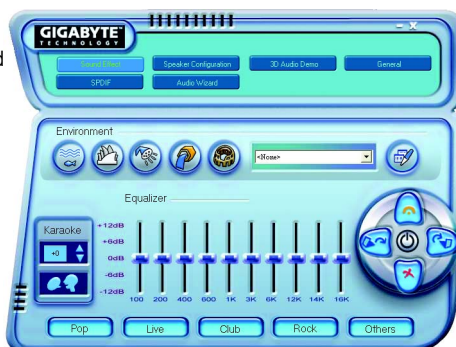 d
GIGABYTE™
TECHNOLOGY
- X
Sound Effect Speaker Configuration 3D Audio Demo General
SPDIF Audio Wizard
Environment
<None>
Equalizer
Karaoke
+0
+12dB
+6dB
0dB
-6dB
-12dB
100 200 400 600 1K 3K 6K 12K 14K 16K
Pop Live Club Rock Others